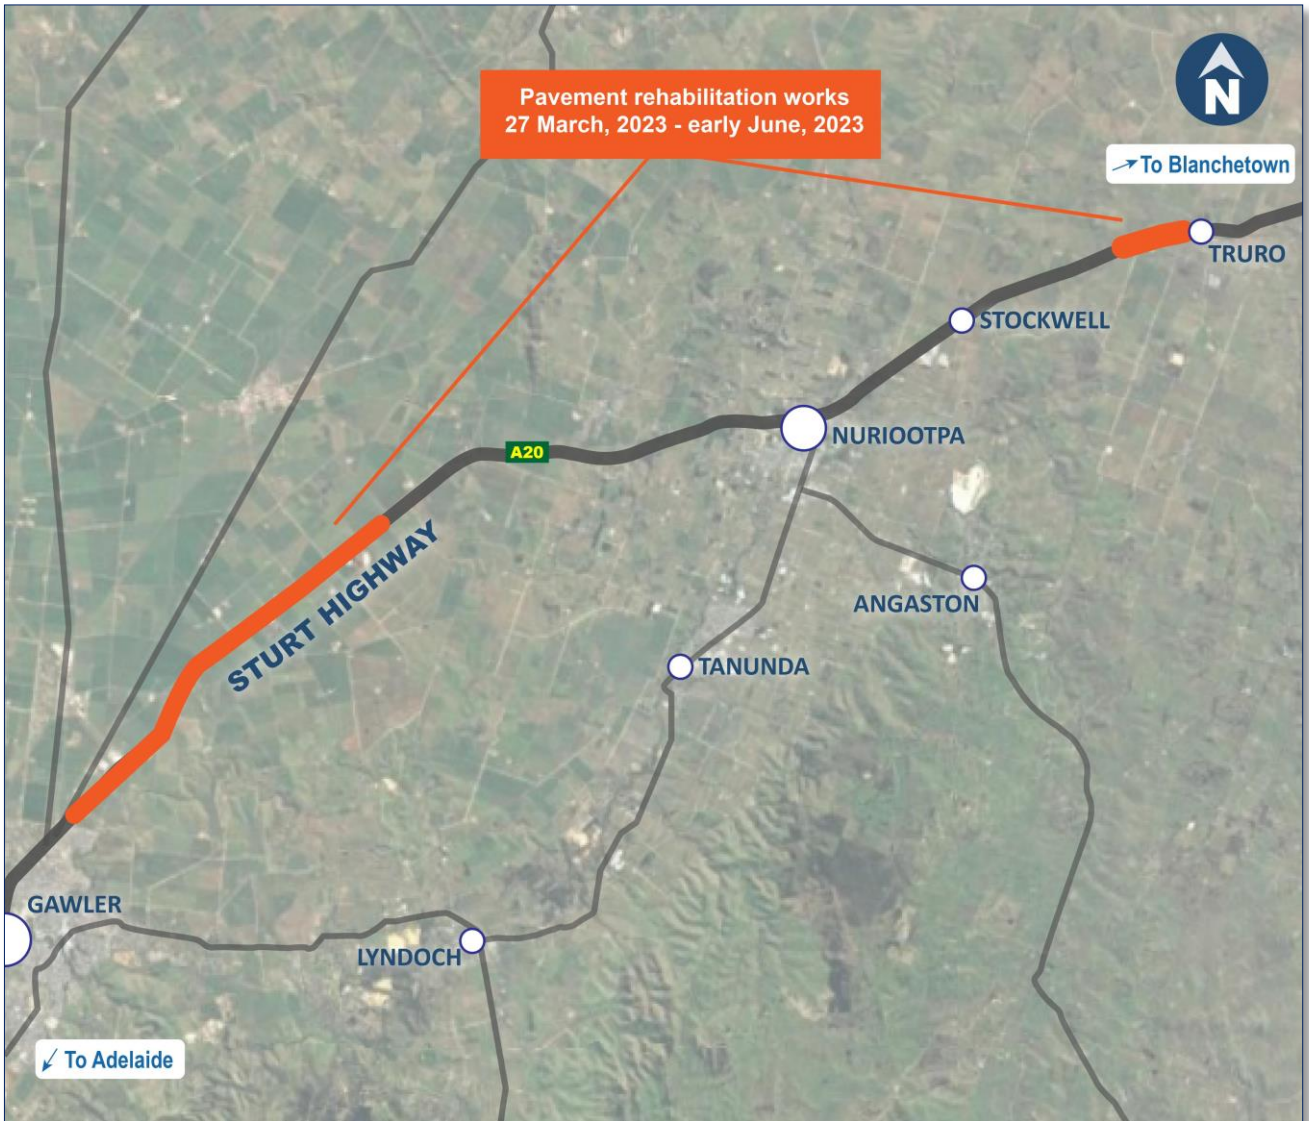 Pavement rehabilitation works
27 March, 2023 - early June, 2023
N
To Blanchetown
TRURO
STOCKWELL
A20
NURIOOTPA
STURT HIGHWAY
ANGASTON
TANUNDA
GAWLER
LYNDOCH
To Adelaide